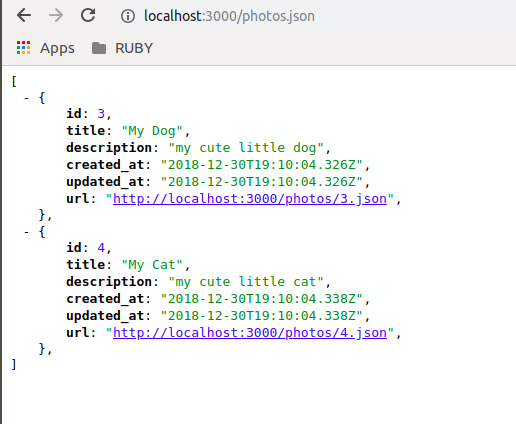 localhost:3000/photos.json
Apps RUBY
[
- {
id: 3,
title: "My Dog",
description: "my cute little dog",
created_at: "2018-12-30T19:10:04.326Z",
updated_at: "2018-12-30T19:10:04.326Z",
url: "http://localhost:3000/photos/3.json",
},
- {
id: 4,
title: "My Cat",
description: "my cute little cat",
created_at: "2018-12-30T19:10:04.338Z",
updated_at: "2018-12-30T19:10:04.338Z",
url: "http://localhost:3000/photos/4.json",
},
]